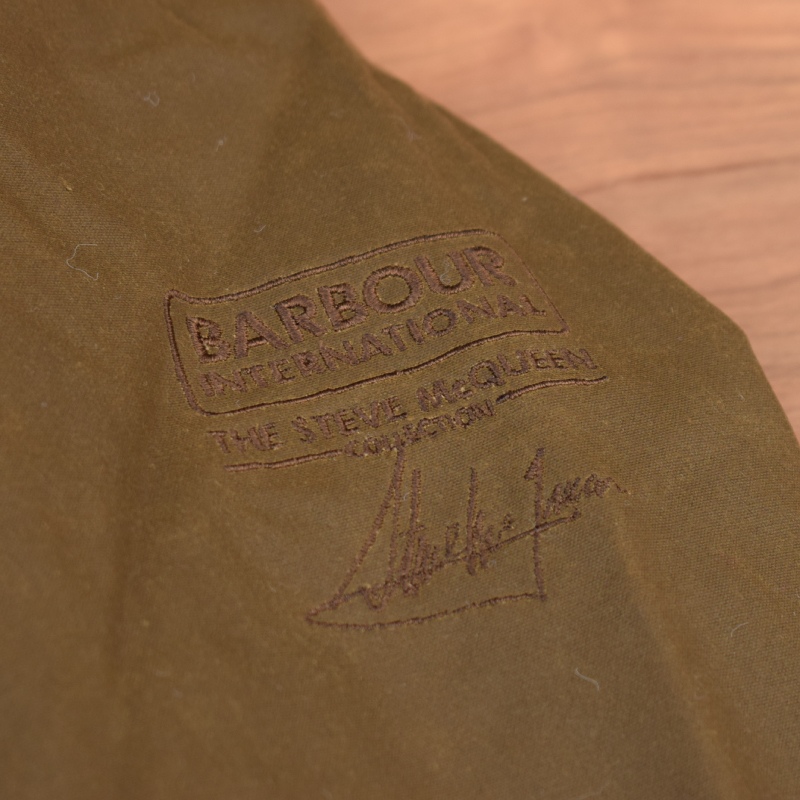 BARBOUR
INTERNATIONAL
THE STEVE McQUEEN
COLLECTION